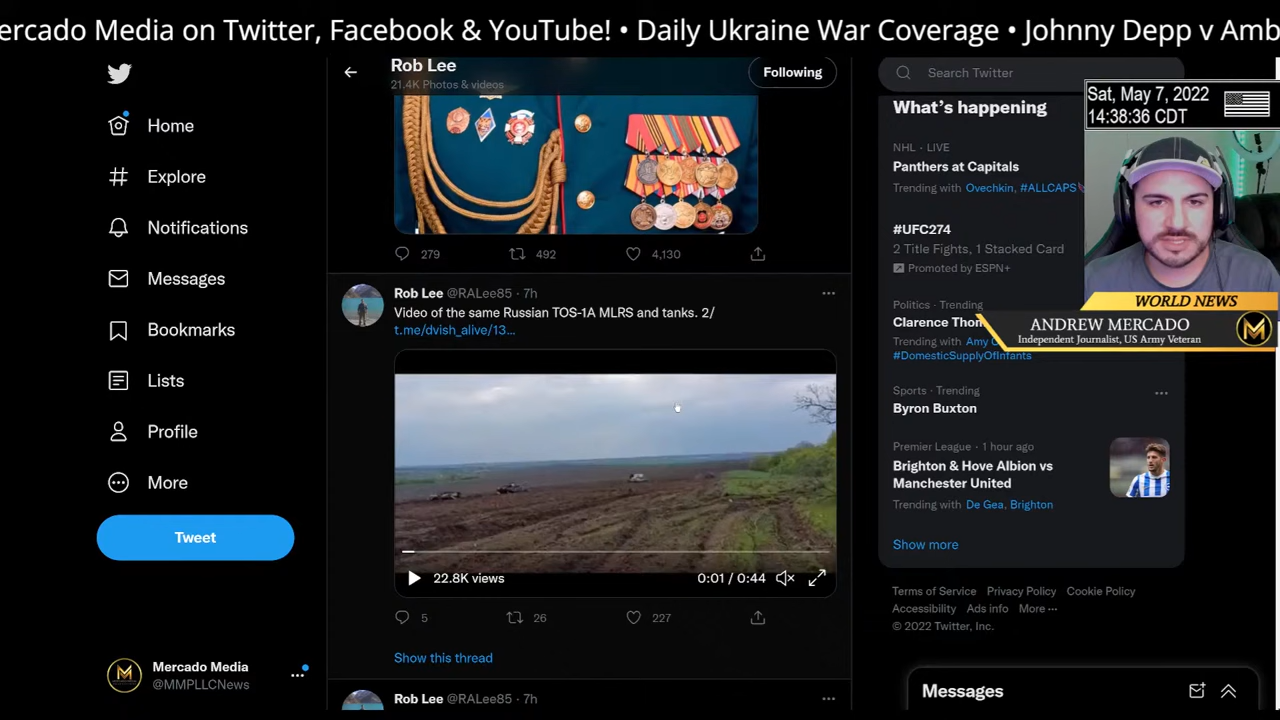 ercado Media on Twitter, Facebook & YouTube! • Daily Ukraine War Coverage • Johnny Depp v Amb
Home
Explore
Notifications
Messages
Bookmarks
Lists
Profile
More
Tweet
Mercado Media
@MMPLLCNews
Rob Lee
21.4K Photos & videos
Following
279
492
4,130
Rob Lee @RALee85 · 7h
Video of the same Russian TOS-1A MLRS and tanks. 2/
t.me/dvish_alive/13...
22.8K views
0:01 / 0:44
5
26
227
Show this thread
Rob Lee @RALee85 · 7h
Search Twitter
What's happening
NHL · LIVE
Panthers at Capitals
Trending with Ovechkin, #ALLCAPS
#UFC274
2 Title Fights, 1 Stacked Card
Promoted by ESPN+
Politics · Trending
Clarence Thom
Trending with Amy C
#DomesticSupplyOfInfants
Sports · Trending
Byron Buxton
Premier League · 1 hour ago
Brighton & Hove Albion vs
Manchester United
Trending with De Gea, Brighton
Show more
Terms of Service Privacy Policy Cookie Policy
Accessibility Ads info More ···
© 2022 Twitter, Inc.
Messages
Sat, May 7, 2022
14:38:36 CDT
WORLD NEWS
ANDREW MERCADO
Independent Journalist, US Army Veteran